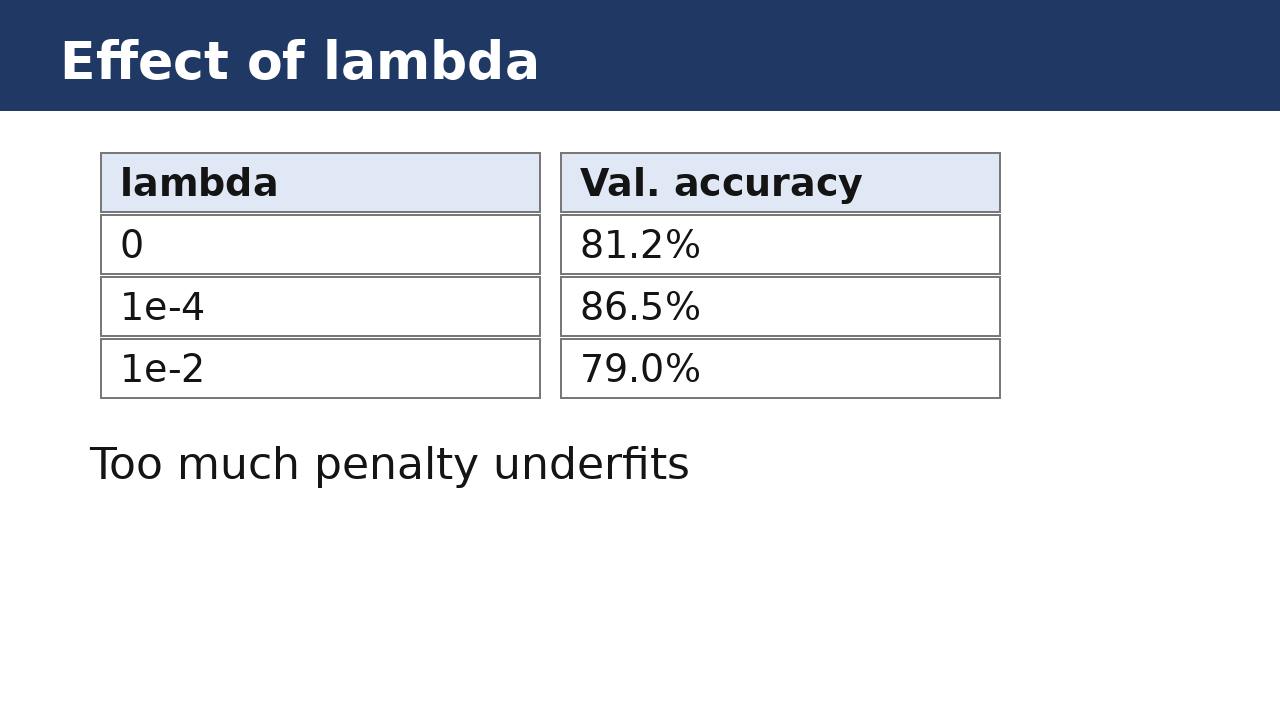 Effect of lambda
lambda Val. accuracy
0 81.2%
1e-4 86.5%
1e-2 79.0%
Too much penalty underfits